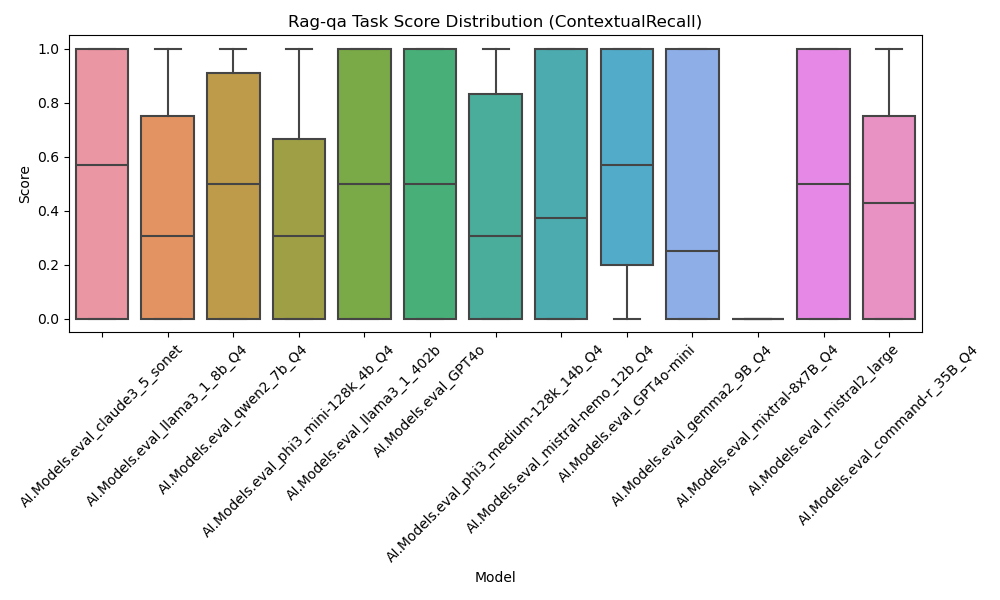 Rag-qa Task Score Distribution (ContextualRecall)
Score
1.0
0.8
0.6
0.4
0.2
0.0
AI.Models.eval_claude3_5_sonet
AI.Models.eval_llama3_1_8b_Q4
AI.Models.eval_qwen2_7b_Q4
AI.Models.eval_phi3_mini-128k_4b_Q4
AI.Models.eval_llama3_1_402b
AI.Models.eval_GPT4o
AI.Models.eval_phi3_medium-128k_14b_Q4
AI.Models.eval_mistral-nemo_12b_Q4
AI.Models.eval_GPT4o-mini
AI.Models.eval_gemma2_9B_Q4
AI.Models.eval_mixtral-8x7B_Q4
AI.Models.eval_mistral2_large
AI.Models.eval_command-r_35B_Q4
Model